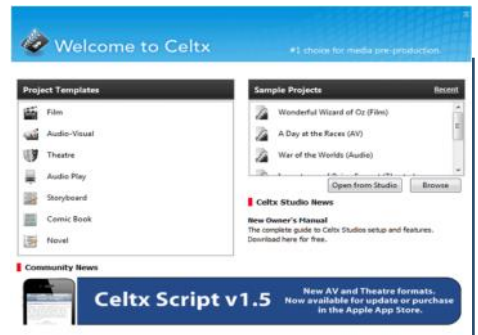 Welcome to Celtx
#1 choice for media pre-production.
Project Templates
Film
Audio-Visual
Theatre
Audio Play
Storyboard
Comic Book
Novel
Sample Projects
Recent
Wonderful Wizard of Oz (Film)
A Day at the Races (AV)
War of the Worlds (Audio)
Open from Studio
Browse
Celtx Studio News
New Owner's Manual
The complete guide to Celtx Studios setup and features.
Download here for free.
Community News
Celtx Script v1.5
New AV and Theatre formats.
Now available for update or purchase
in the Apple App Store.